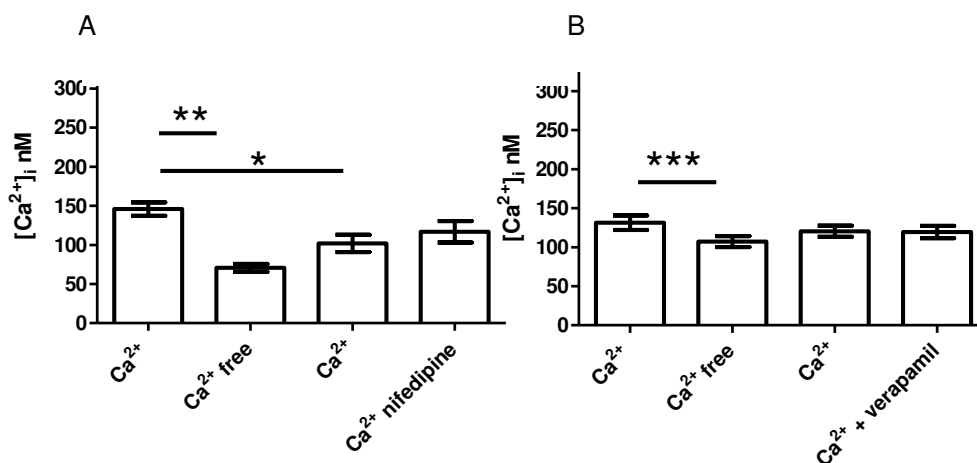 A
[Ca²⁺]ᵢ nM
300
250
200
150
100
50
0
**
*
Ca²⁺
Ca²⁺ free
Ca²⁺
Ca²⁺ nifedipine
B
[Ca²⁺]ᵢ nM
300
250
200
150
100
50
0
***
Ca²⁺
Ca²⁺ free
Ca²⁺
Ca²⁺ + verapamil